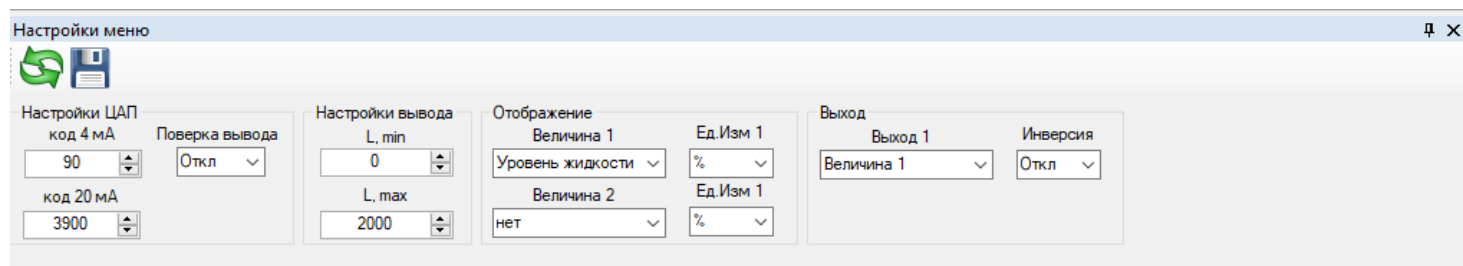 Настройки меню
Настройки ЦАП
код 4 мА
Поверка вывода
90
Откл
код 20 мА
3900
Настройки вывода
L, min
0
L, max
2000
Отображение
Величина 1
Ед.Изм 1
Уровень жидкости
%
Величина 2
Ед.Изм 1
нет
%
Выход
Выход 1
Инверсия
Величина 1
Откл